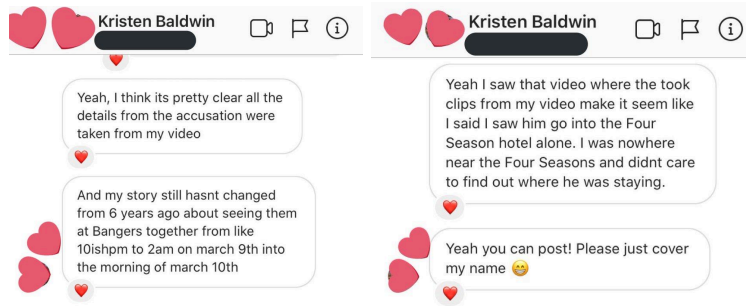 Kristen Baldwin
Yeah, I think its pretty clear all the
details from the accusation were
taken from my video
And my story still hasnt changed
from 6 years ago about seeing them
at Bangers together from like
10ishpm to 2am on march 9th into
the morning of march 10th
Kristen Baldwin
Yeah I saw that video where the took
clips from my video make it seem like
I said I saw him go into the Four
Season hotel alone. I was nowhere
near the Four Seasons and didnt care
to find out where he was staying.
Yeah you can post! Please just cover
my name 😁